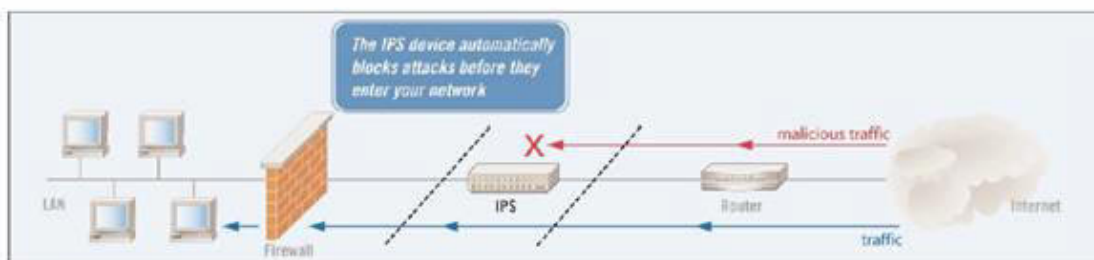 The IPS device automatically
blocks attacks before they
enter your network
malicious traffic
X
LAN
IPS
Router
Internet
Firewall
traffic